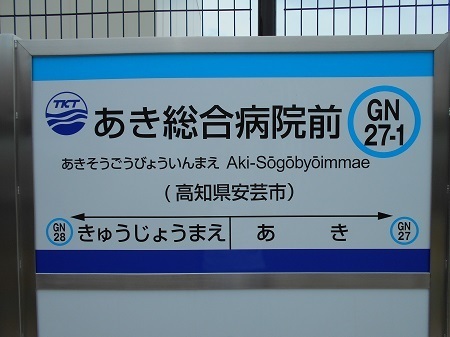 TKT
あき総合病院前
GN
27-1
あきそうごうびょういんまえ Aki-Sōgōbyōimmae
(高知県安芸市)
GN
28
きゅうじょうまえ
あき
GN
27